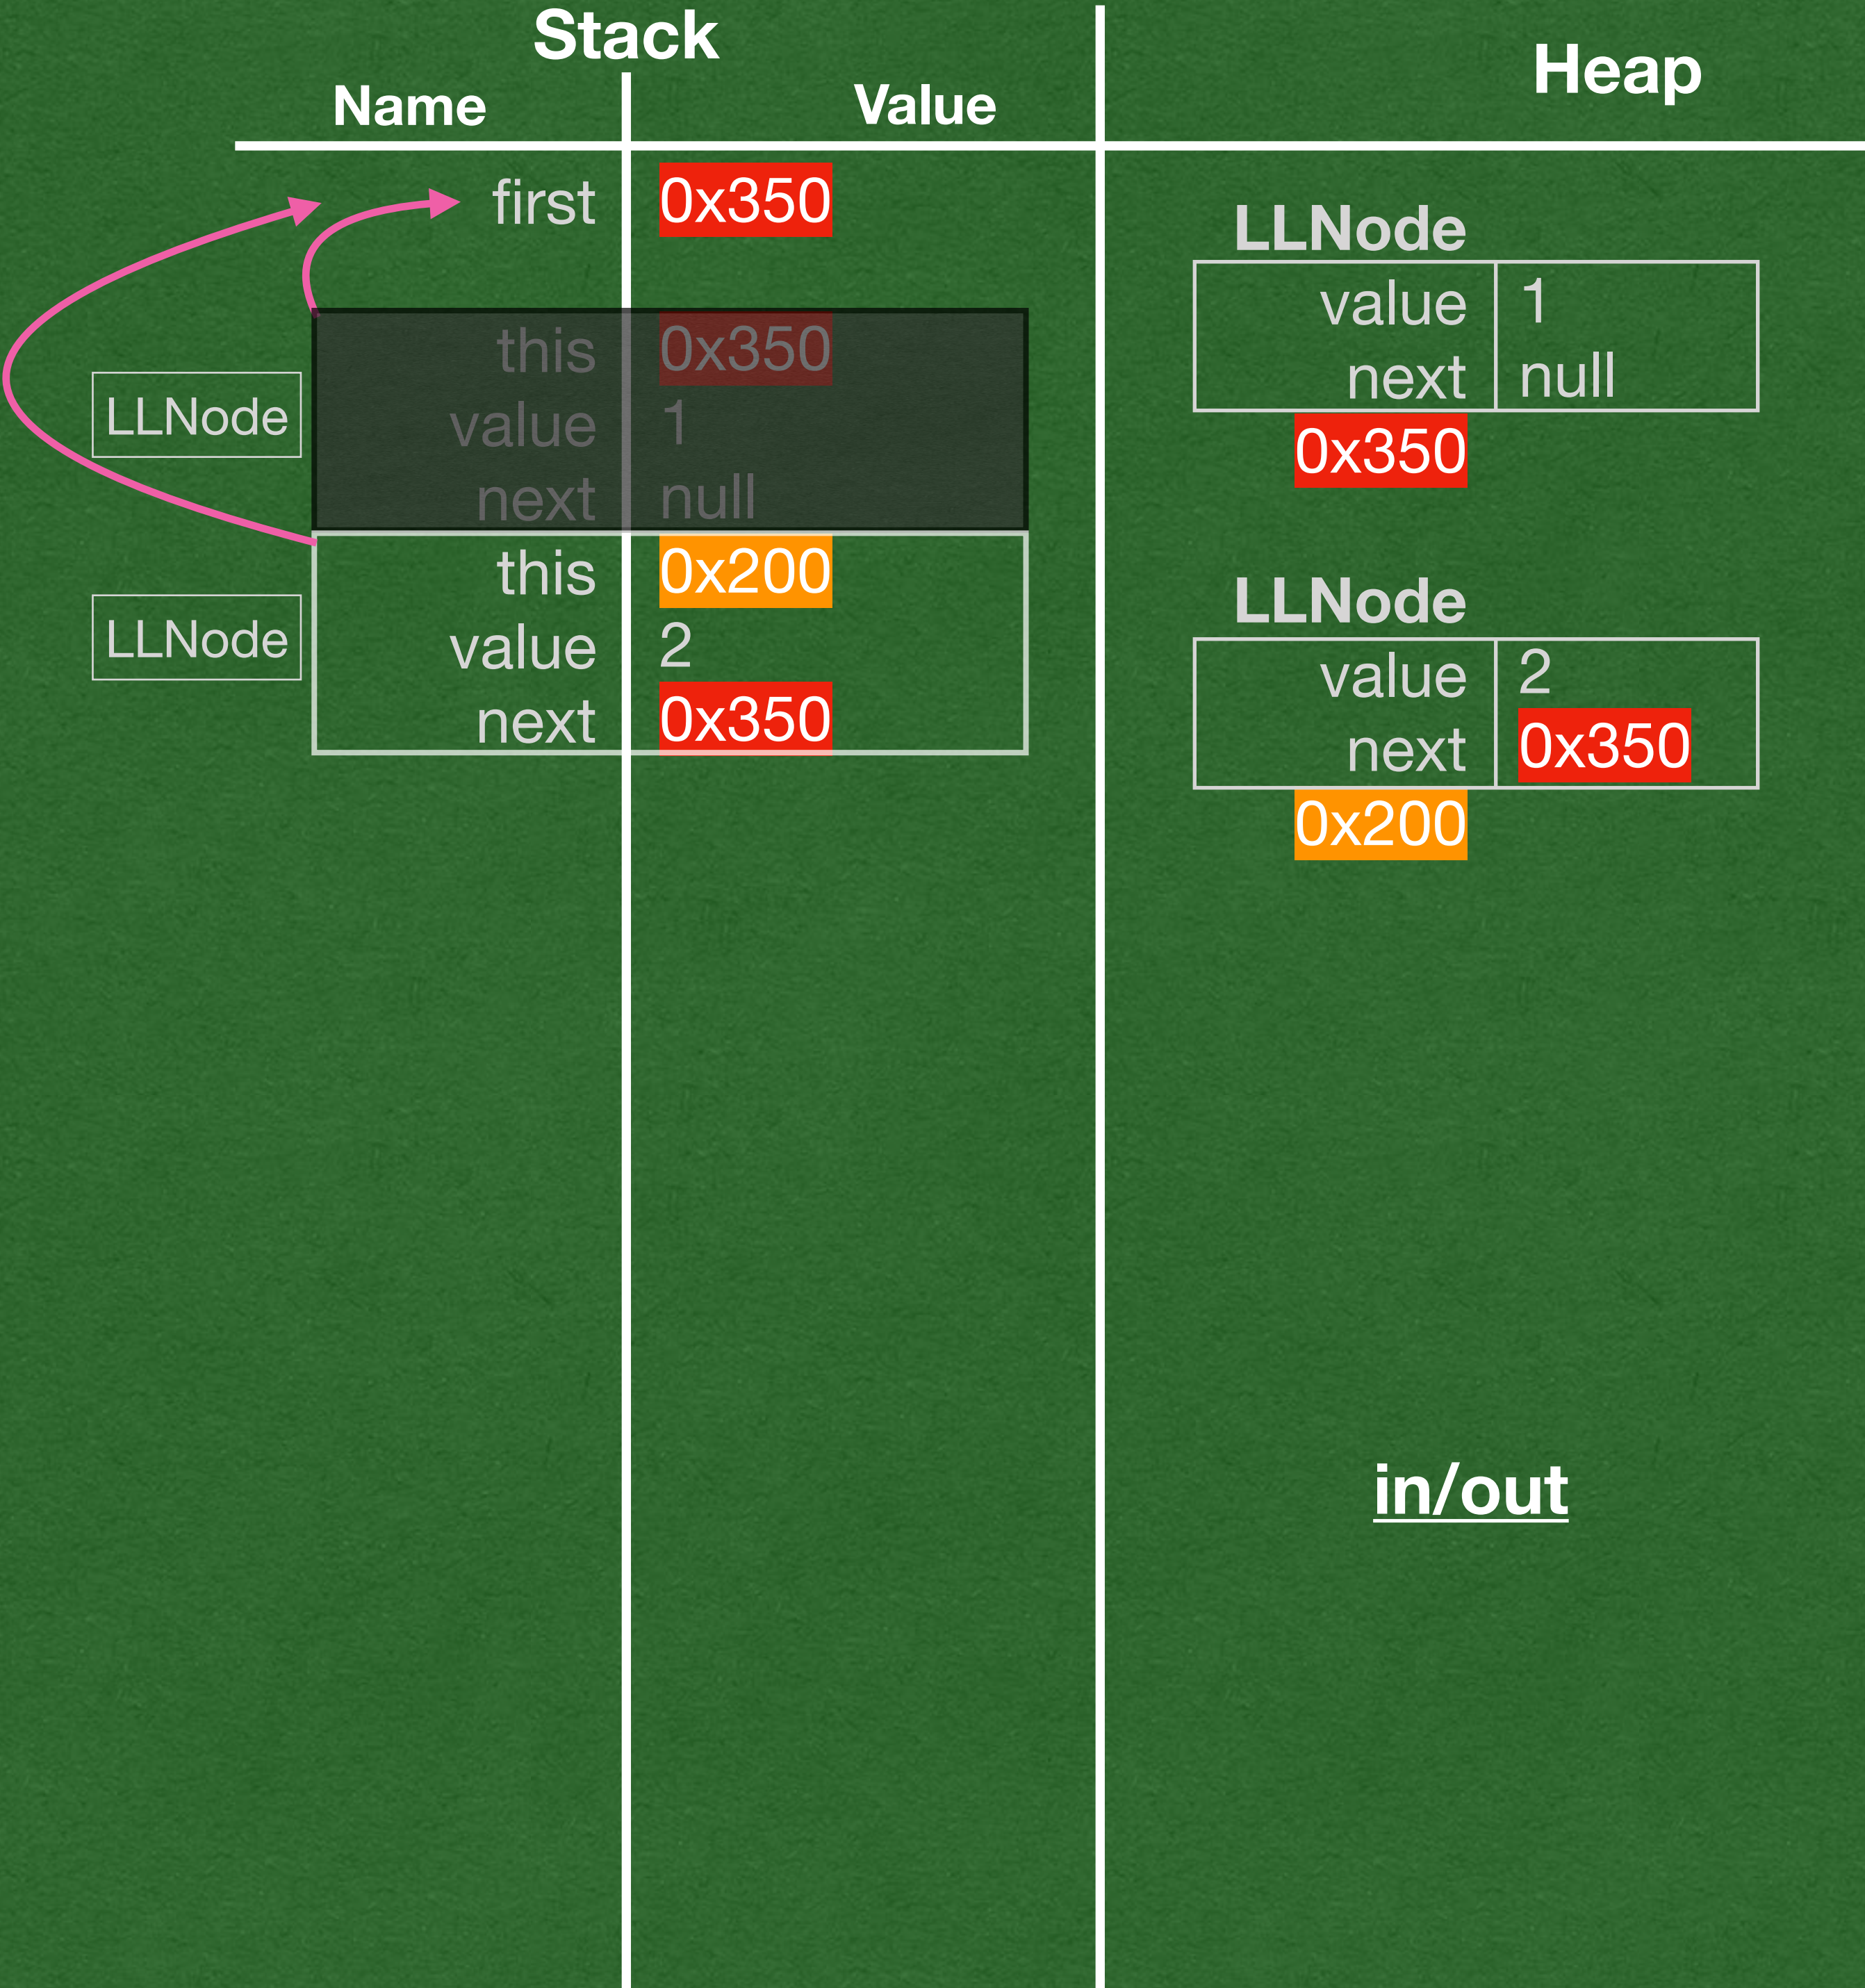 Stack
Name Value
Heap
first 0x350
LLNode
this 0x350
value 1
next null
LLNode
this 0x200
value 2
next 0x350
LLNode
value 1
next null
0x350
LLNode
value 2
next 0x350
0x200
in/out